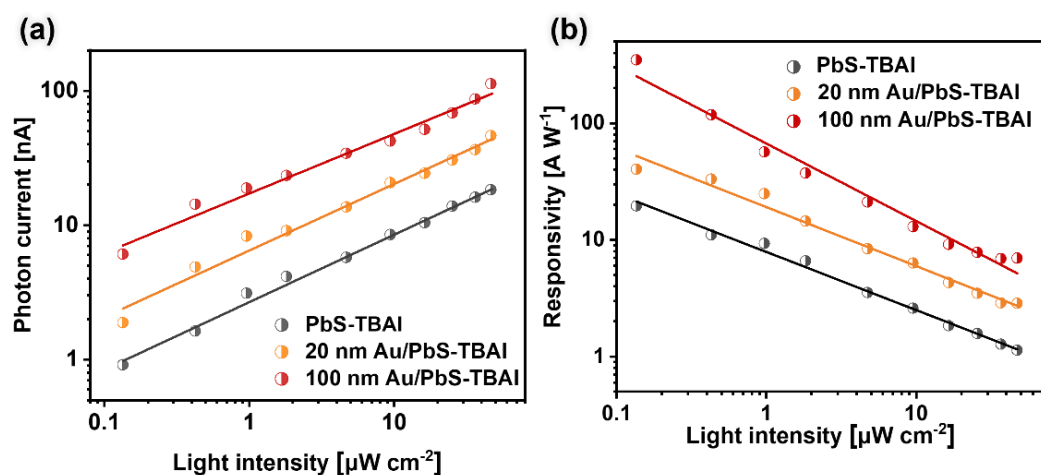 (a)
Photon current [nA]
100
10
1
PbS-TBAI
20 nm Au/PbS-TBAI
100 nm Au/PbS-TBAI
0.1 1 10
Light intensity [µW cm-2]
(b)
Responsivity [A W-1]
100
10
1
PbS-TBAI
20 nm Au/PbS-TBAI
100 nm Au/PbS-TBAI
0.1 1 10
Light intensity [µW cm-2]